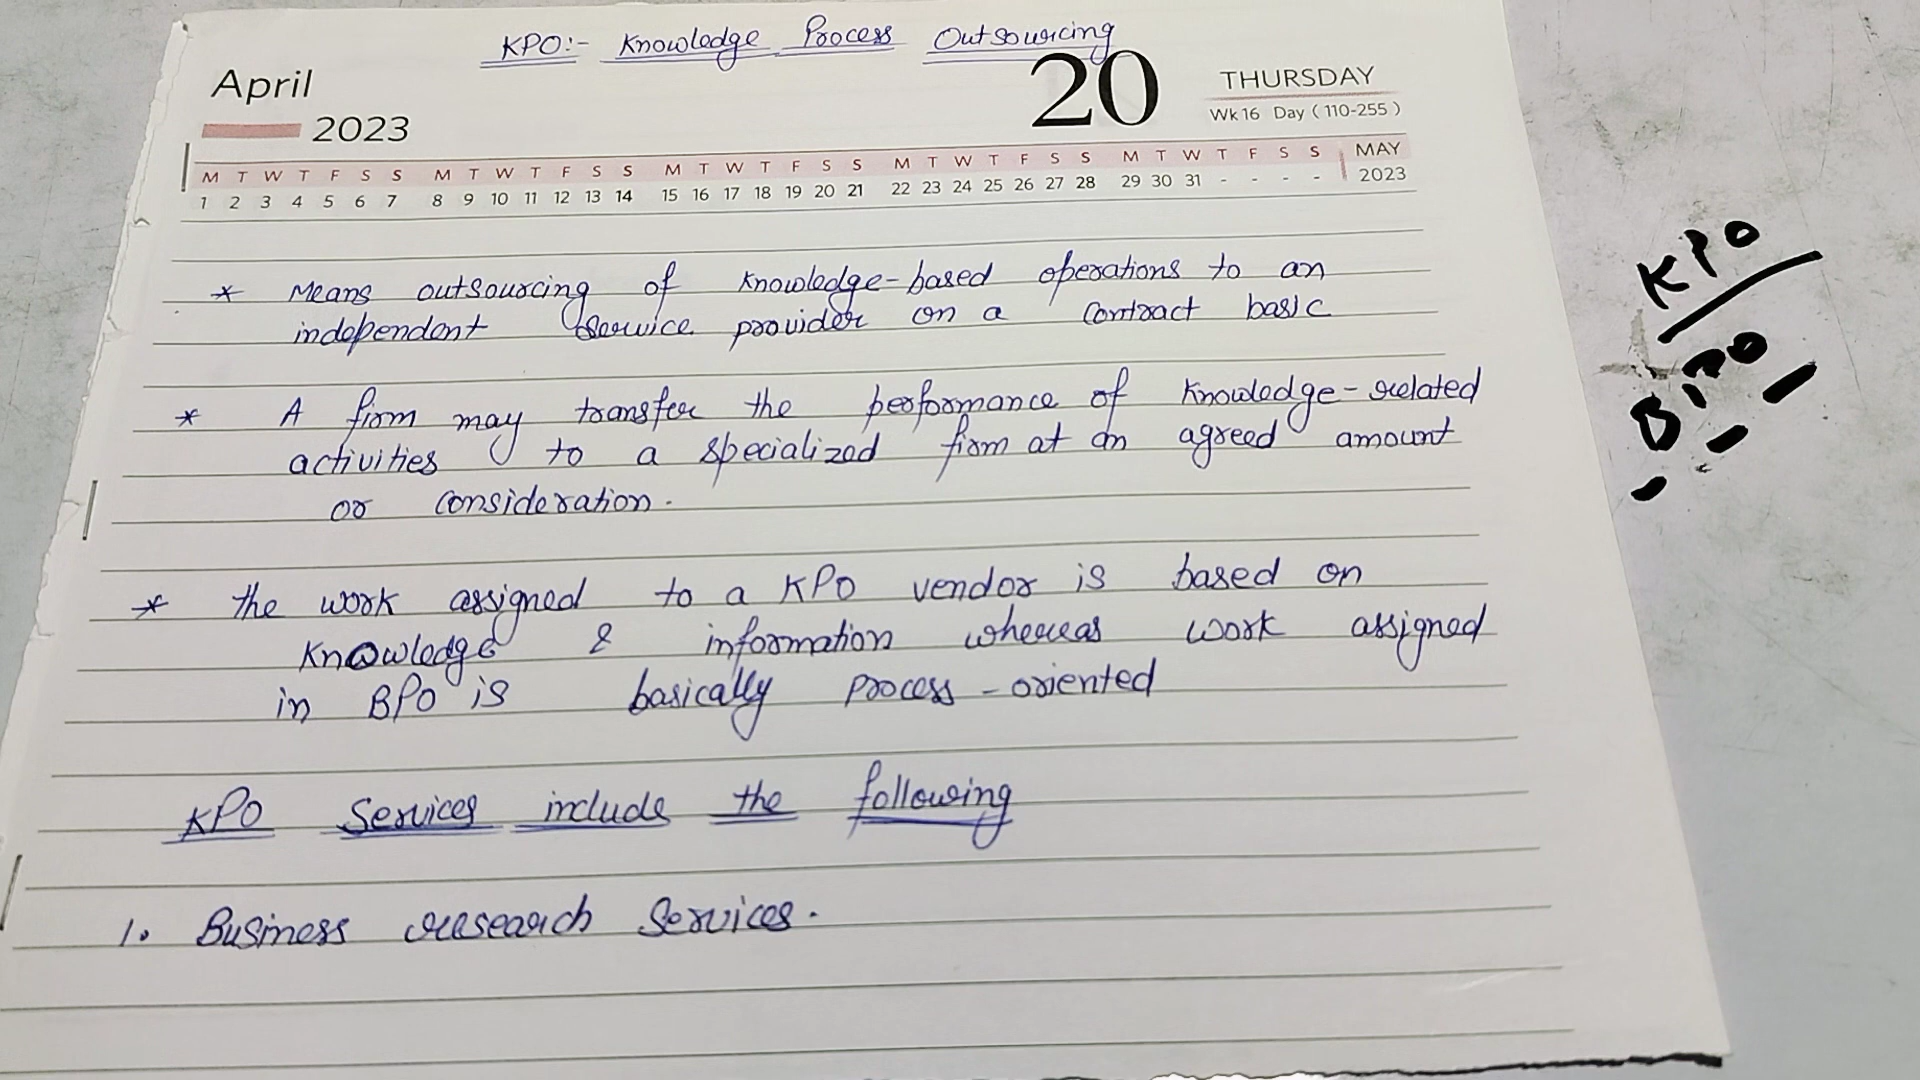 KPO:- Knowledge Process Outsourcing
April
2023
20
THURSDAY
Wk 16 Day ( 110-255 )
M T W T F S S M T W T F S S M T W T F S S M T W T F S S M T W T F S S MAY
1 2 3 4 5 6 7 8 9 10 11 12 13 14 15 16 17 18 19 20 21 22 23 24 25 26 27 28 29 30 31 - - - - 2023
* Means outsourcing of Knowledge-based operations to an
independent Service provider on a Contract basic
* A firm may transfer the performance of Knowledge-related
activities to a specialized firm at an agreed amount
or consideration.
* the work assigned to a KPO vendor is based on
Knowledge & information whereas work assigned
in BPO is basically process-oriented
KPO Services include the following
1. Business research Services.
KPO
BPO